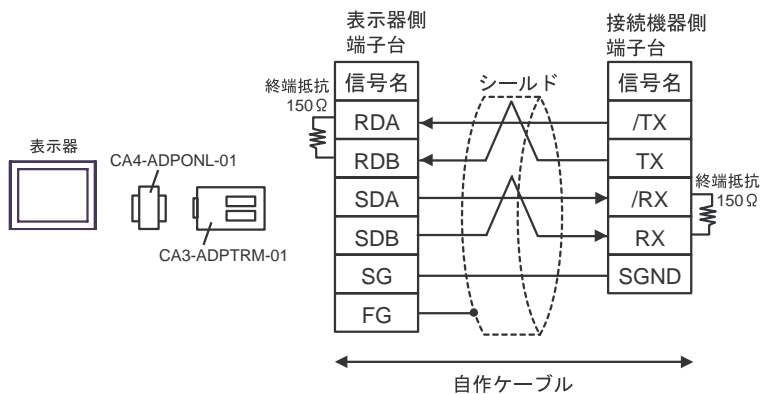 表示器側
端子台
接続機器側
端子台
終端抵抗
150Ω
信号名
シールド
信号名
RDA
/TX
表示器
CA4-ADPONL-01
RDB
TX
SDA
/RX
終端抵抗
150Ω
CA3-ADPTRM-01
SDB
RX
SG
SGND
FG
自作ケーブル